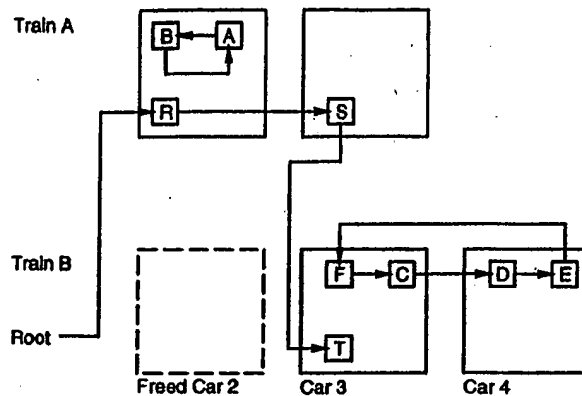 Train A
B A
R S
Train B
F C D E
Root
T
Freed Car 2 Car 3 Car 4